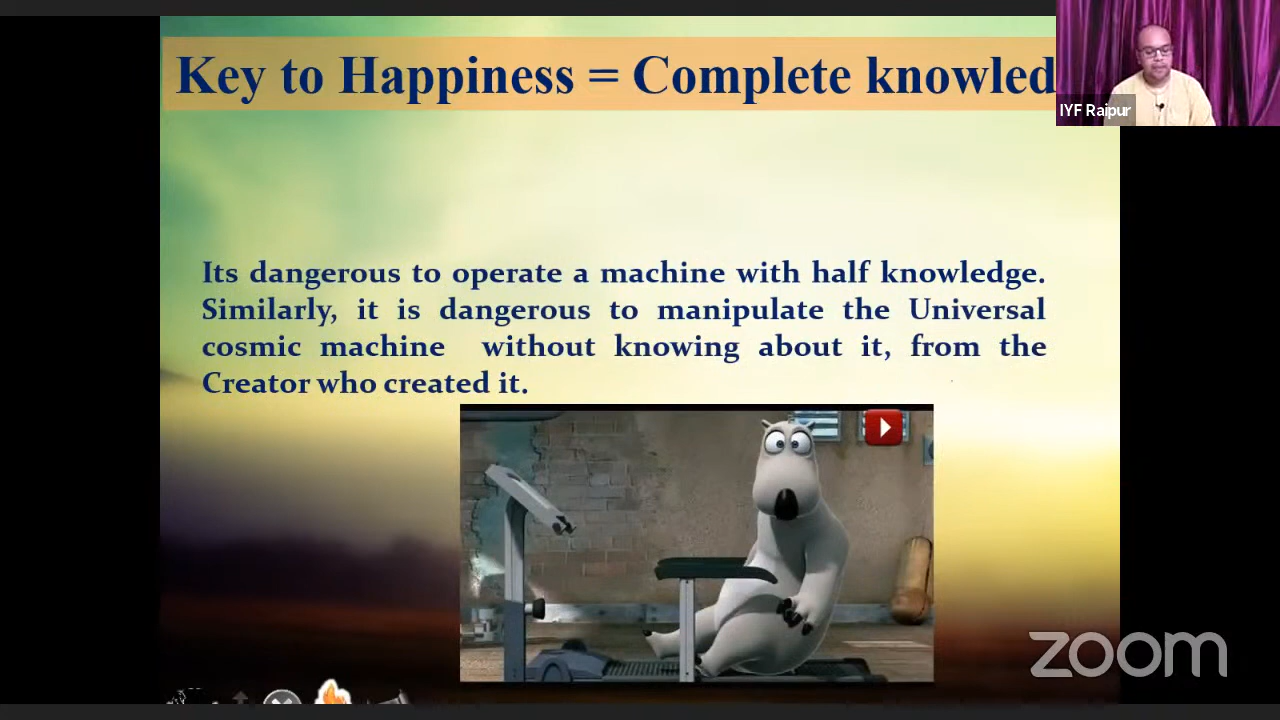 Key to Happiness = Complete knowled
IYF Raipur
Its dangerous to operate a machine with half knowledge.
Similarly, it is dangerous to manipulate the Universal
cosmic machine without knowing about it, from the
Creator who created it.
zoom